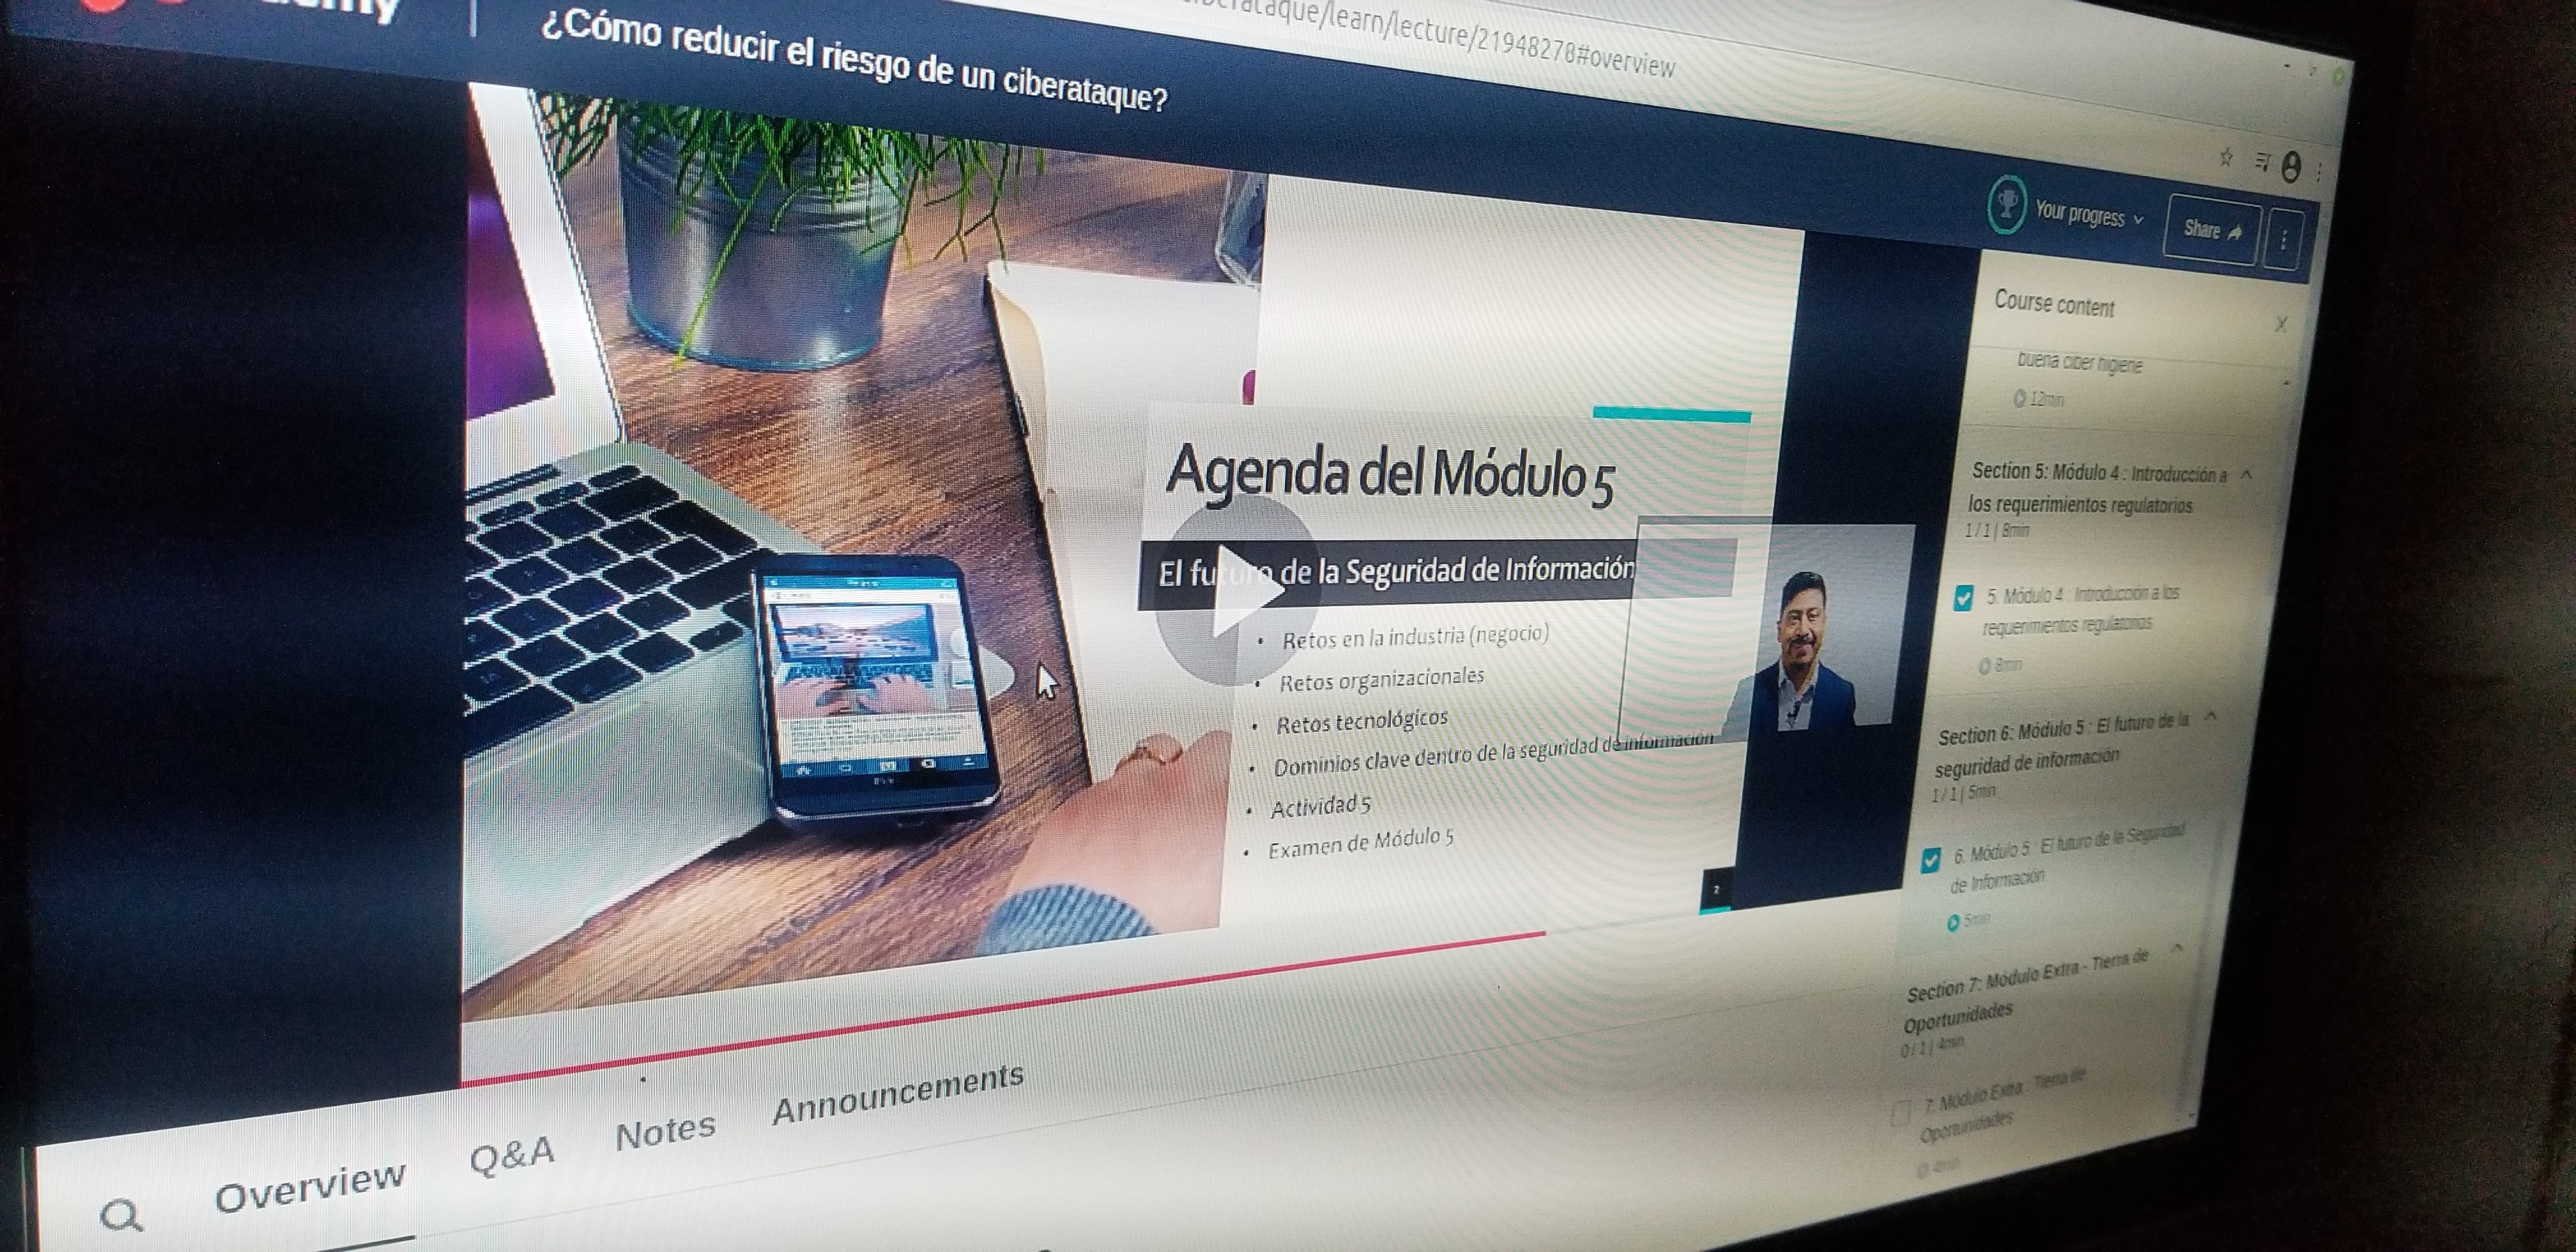 ¿Cómo reducir el riesgo de un ciberataque?
/learn/lecture/21948278#overview
Your progress
Share
Course content
buena ciber higiene
12min
Section 5: Módulo 4 : Introducción a
los requerimientos regulatorios
1 / 1 | 8min
5. Módulo 4 : Introducción a los
requerimientos regulatorios
8min
Section 6: Módulo 5 : El futuro de la
seguridad de información
1 / 1 | 5min
6. Módulo 5 : El futuro de la Seguridad
de Información
5min
Section 7: Módulo Extra - Tierra de
Oportunidades
0 / 1 | 4min
7. Módulo Extra - Tierra de
Oportunidades
4min
Agenda del Módulo 5
El futuro de la Seguridad de Información
• Retos en la industria (negocio)
• Retos organizacionales
• Retos tecnológicos
• Dominios clave dentro de la seguridad de información
• Actividad 5
• Examen de Módulo 5
2
Overview
Q&A
Notes
Announcements